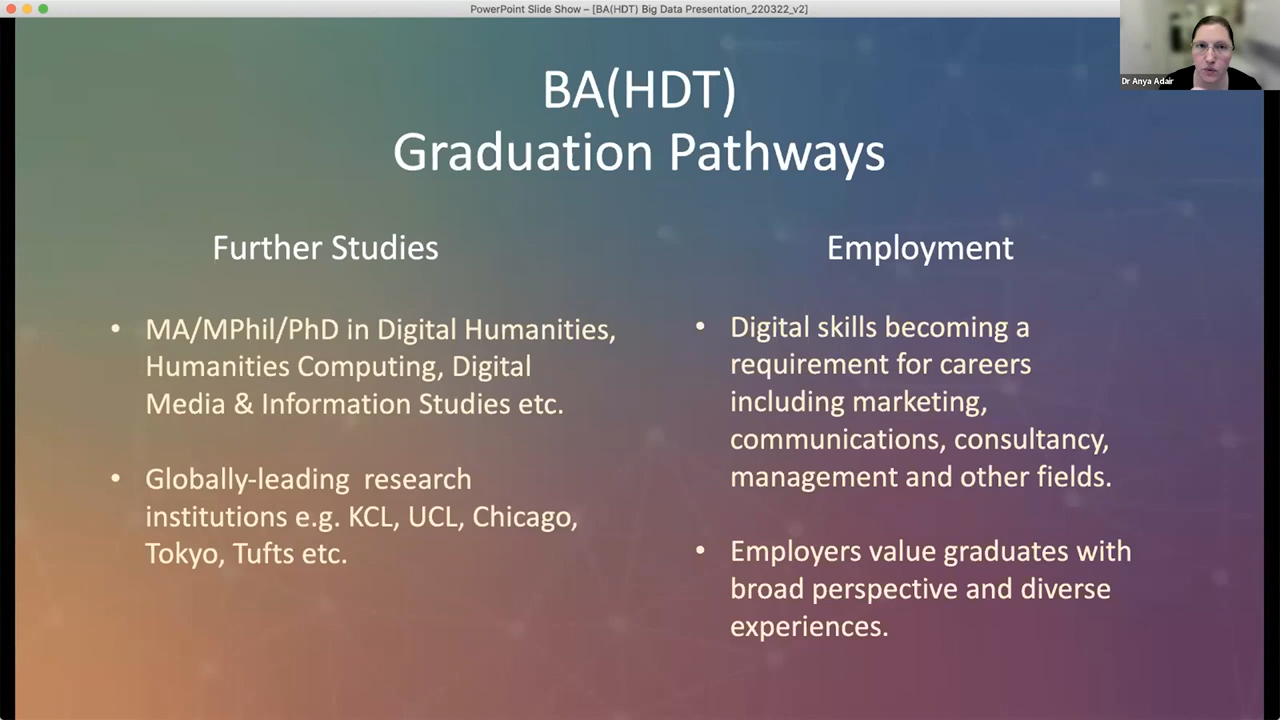 PowerPoint Slide Show – [BA(HDT) Big Data Presentation_220322_v2]
Dr Anya Adair
BA(HDT)
Graduation Pathways
Further Studies
• MA/MPhil/PhD in Digital Humanities,
Humanities Computing, Digital
Media & Information Studies etc.
• Globally-leading  research
institutions e.g. KCL, UCL, Chicago,
Tokyo, Tufts etc.
Employment
• Digital skills becoming a
requirement for careers
including marketing,
communications, consultancy,
management and other fields.
• Employers value graduates with
broad perspective and diverse
experiences.